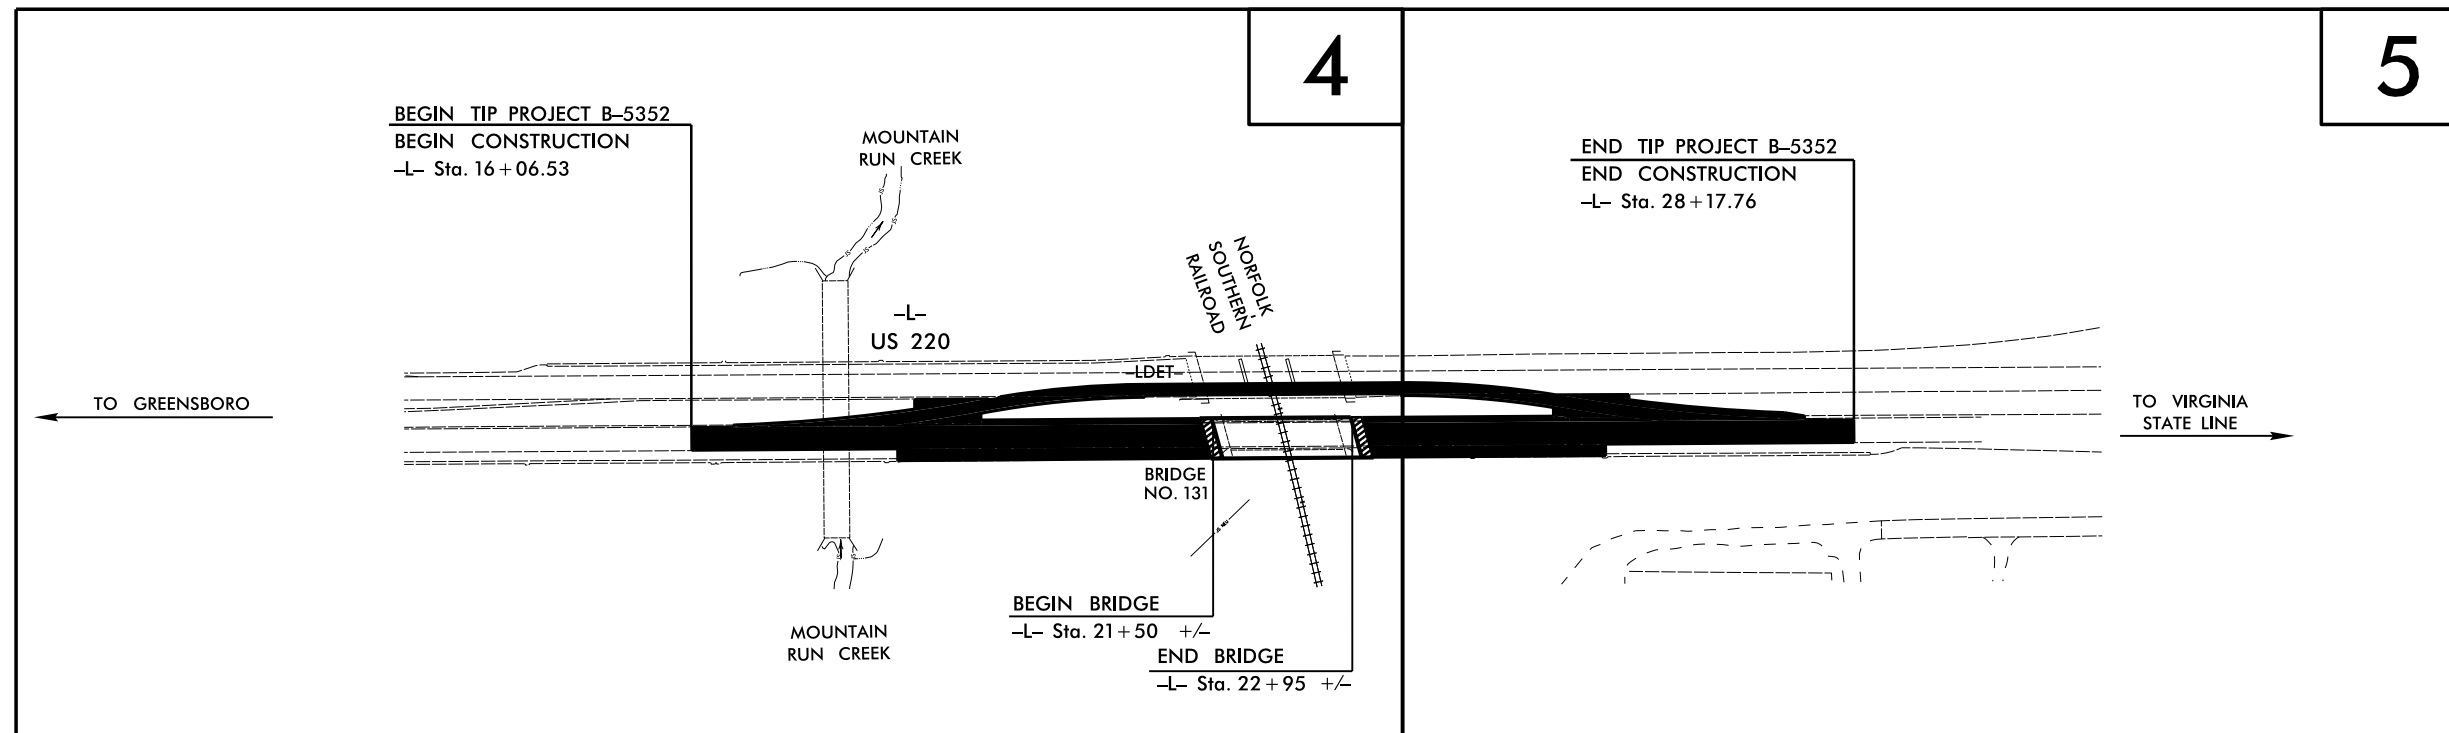 4
5
BEGIN TIP PROJECT B–5352
BEGIN CONSTRUCTION
–L– Sta. 16+06.53
MOUNTAIN
RUN CREEK
END TIP PROJECT B–5352
END CONSTRUCTION
–L– Sta. 28+17.76
NORFOLK
SOUTHERN
RAILROAD
–L–
US 220
–LDET–
TO GREENSBORO
TO VIRGINIA
STATE LINE
BRIDGE
NO. 131
BEGIN BRIDGE
–L– Sta. 21+50 +/–
MOUNTAIN
RUN CREEK
END BRIDGE
–L– Sta. 22+95 +/–